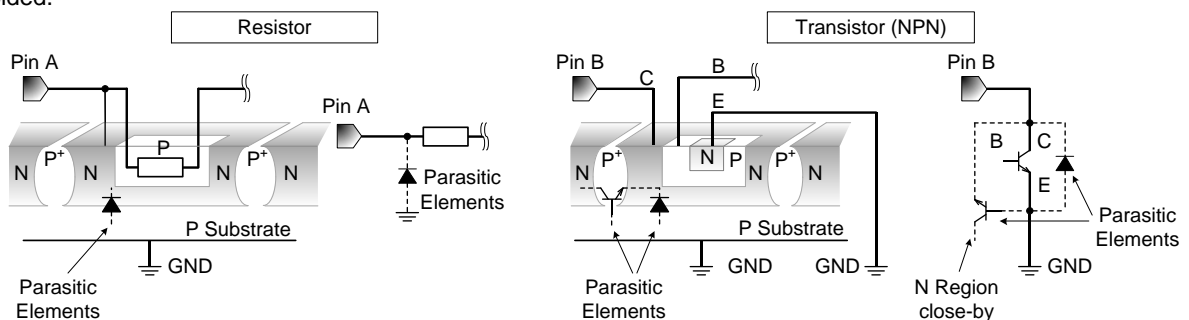 Resistor
Pin A
N
P+
N
P
N
P+
N
Parasitic
Elements
P Substrate
GND
Pin A
Parasitic
Elements
Transistor (NPN)
Pin B
C
B
E
N
P+
N
N
P
N
P+
N
P Substrate
Parasitic
Elements
GND
GND
Pin B
B
C
E
Parasitic
Elements
GND
N Region
close-by